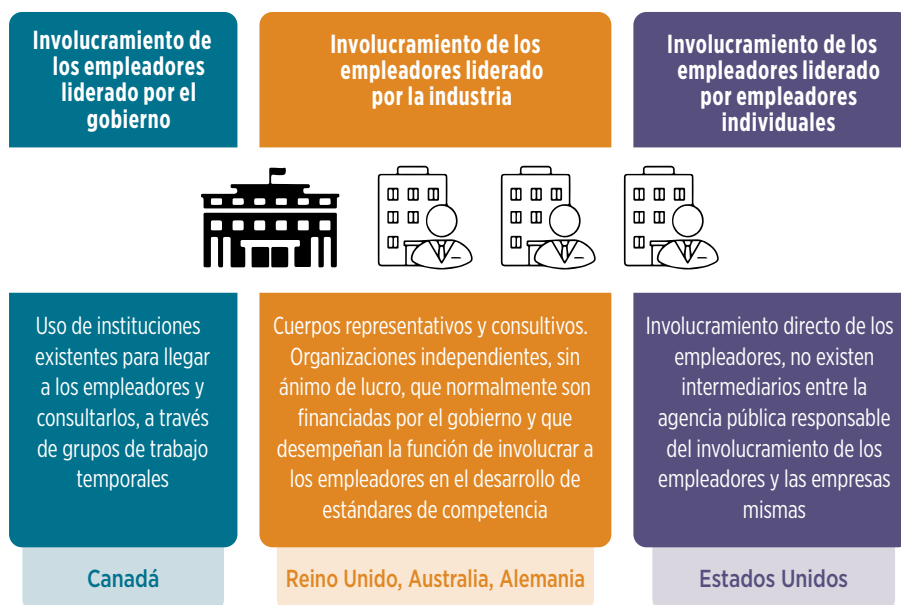 Involucramiento de
los empleadores
liderado por el
gobierno
Involucramiento de los
empleadores liderado
por la industria
Involucramiento de los
empleadores liderado
por empleadores
individuales
Uso de instituciones
existentes para llegar
a los empleadores y
consultarlos, a través
de grupos de trabajo
temporales
Cuerpos representativos y consultivos.
Organizaciones independientes, sin
ánimo de lucro, que normalmente son
financiadas por el gobierno y que
desempeñan la función de involucrar a
los empleadores en el desarrollo de
estándares de competencia
Involucramiento directo de los
empleadores, no existen
intermediarios entre la
agencia pública responsable
del involucramiento de los
empleadores y las empresas
mismas
Canadá
Reino Unido, Australia, Alemania
Estados Unidos